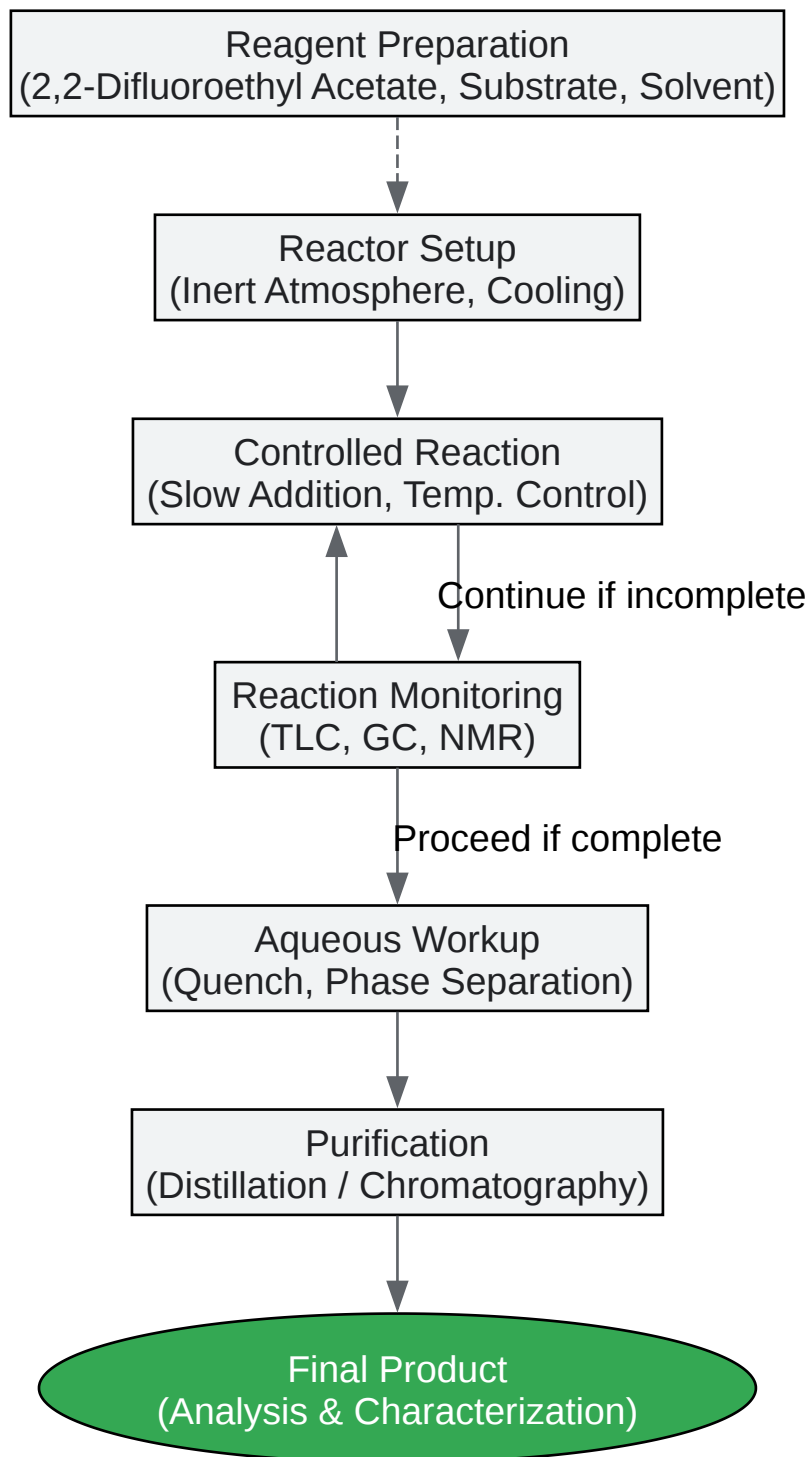 Reagent Preparation
(2,2-Difluoroethyl Acetate, Substrate, Solvent)
Reactor Setup
(Inert Atmosphere, Cooling)
Controlled Reaction
(Slow Addition, Temp. Control)
Continue if incomplete
Reaction Monitoring
(TLC, GC, NMR)
Proceed if complete
Aqueous Workup
(Quench, Phase Separation)
Purification
(Distillation / Chromatography)
Final Product
(Analysis & Characterization)